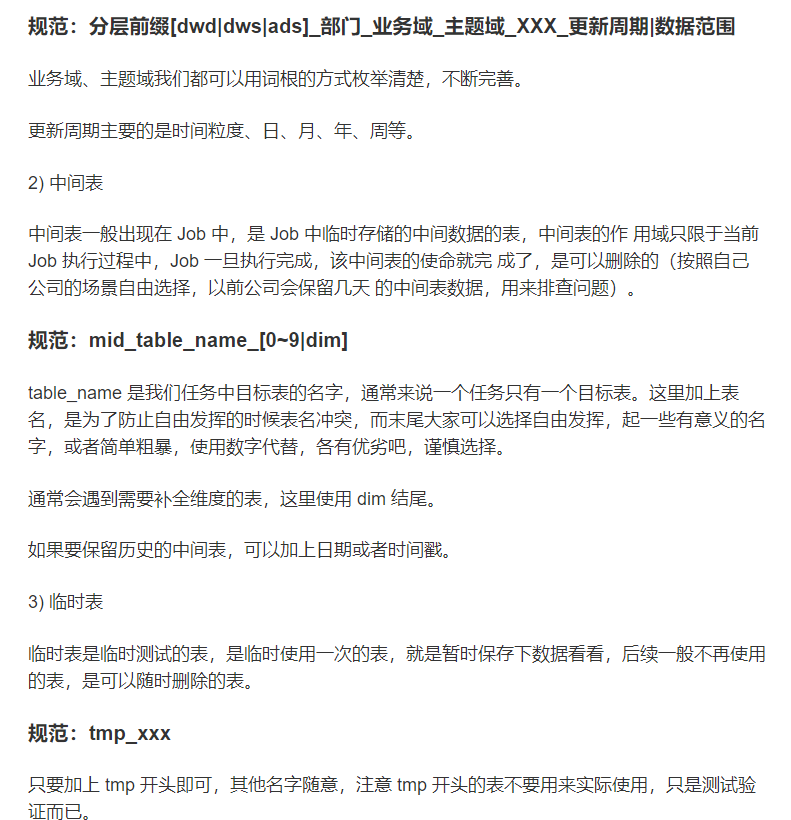 规范：分层前缀[dwd|dws|ads]_部门_业务域_主题域_XXX_更新周期|数据范围
业务域、主题域我们都可以用词根的方式枚举清楚，不断完善。
更新周期主要的是时间粒度、日、月、年、周等。
2) 中间表
中间表一般出现在 Job 中，是 Job 中临时存储的中间数据的表，中间表的作 用域只限于当前
Job 执行过程中，Job 一旦执行完成，该中间表的使命就完 成了，是可以删除的（按照自己
公司的场景自由选择，以前公司会保留几天 的中间表数据，用来排查问题）。
规范：mid_table_name_[0~9|dim]
table_name 是我们任务中目标表的名字，通常来说一个任务只有一个目标表。这里加上表
名，是为了防止自由发挥的时候表名冲突，而末尾大家可以选择自由发挥，起一些有意义的名
字，或者简单粗暴，使用数字代替，各有优劣吧，谨慎选择。
通常会遇到需要补全维度的表，这里使用 dim 结尾。
如果要保留历史的中间表，可以加上日期或者时间戳。
3) 临时表
临时表是临时测试的表，是临时使用一次的表，就是暂时保存下数据看看，后续一般不再使用
的表，是可以随时删除的表。
规范：tmp_xxx
只要加上 tmp 开头即可，其他名字随意，注意 tmp 开头的表不要用来实际使用，只是测试验
证而已。